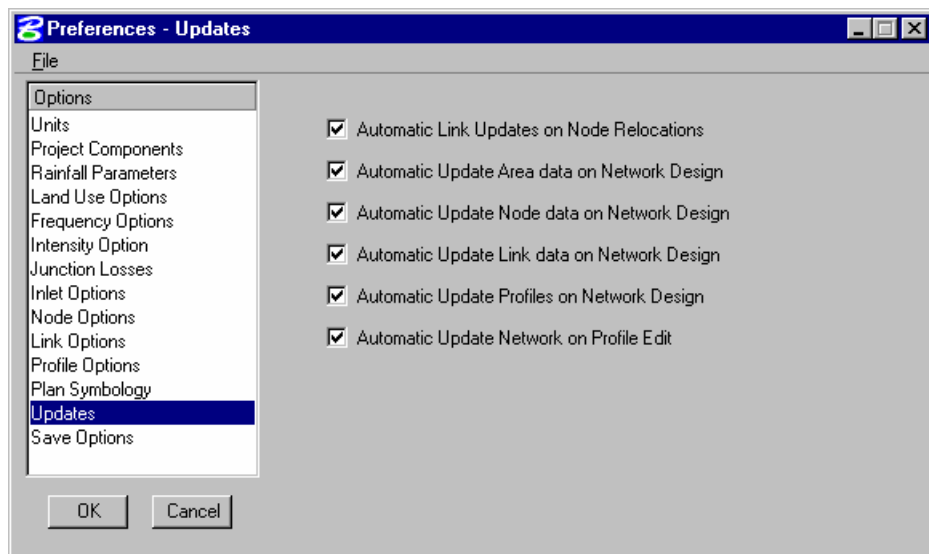 Preferences - Updates
File
Options
Units
Project Components
Rainfall Parameters
Land Use Options
Frequency Options
Intensity Option
Junction Losses
Inlet Options
Node Options
Link Options
Profile Options
Plan Symbology
Updates
Save Options
Automatic Link Updates on Node Relocations
Automatic Update Area data on Network Design
Automatic Update Node data on Network Design
Automatic Update Link data on Network Design
Automatic Update Profiles on Network Design
Automatic Update Network on Profile Edit
OK
Cancel